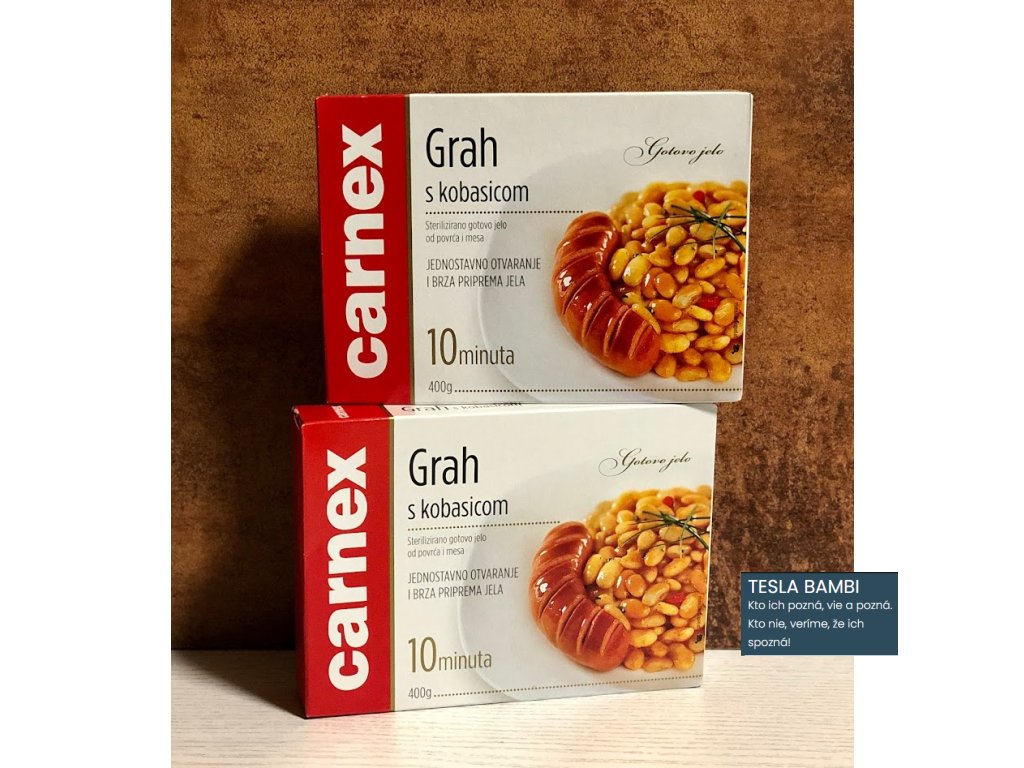 carnex
Grah
s kobasicom
Gotovo jelo
Sterilizirano gotovo jelo
od povrća i mesa
JEDNOSTAVNO OTVARANJE
I BRZA PRIPREMA JELA
10 minuta
400g
Grah s kobasicom
carnex
Grah
s kobasicom
Gotovo jelo
Sterilizirano gotovo jelo
od povrća i mesa
JEDNOSTAVNO OTVARANJE
I BRZA PRIPREMA JELA
10 minuta
400g
TESLA BAMBI
Kto ich pozná, vie a pozná.
Kto nie, veríme, že ich
spozná!